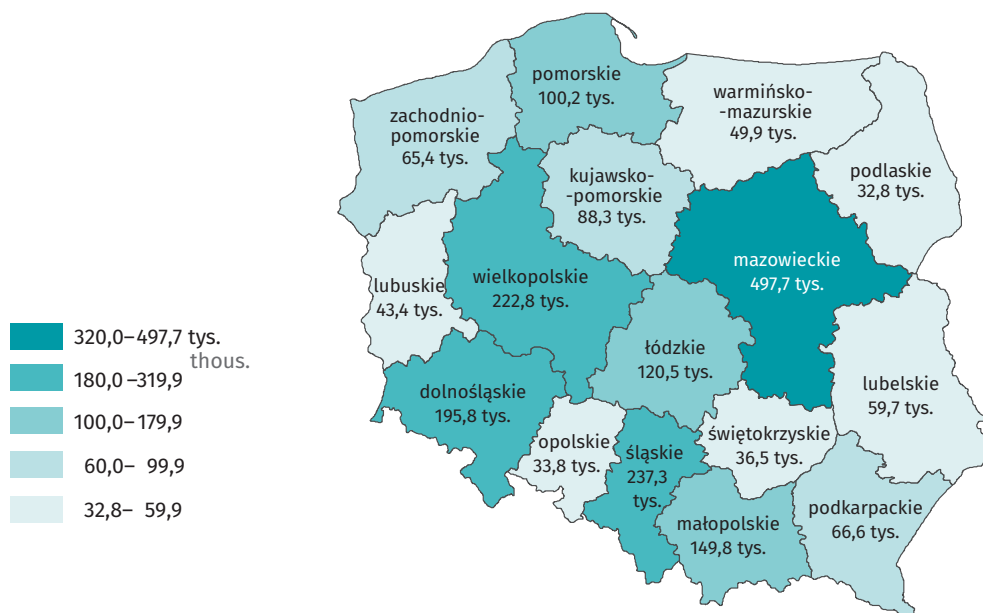 pomorskie
100,2 tys.
warmińsko-
-mazurskie
49,9 tys.
zachodnio-
pomorskie
65,4 tys.
podlaskie
32,8 tys.
kujawsko-
-pomorskie
88,3 tys.
mazowieckie
497,7 tys.
wielkopolskie
222,8 tys.
lubuskie
43,4 tys.
320,0–497,7 tys.
thous.
180,0–319,9
100,0–179,9
60,0– 99,9
32,8– 59,9
łódzkie
120,5 tys.
lubelskie
59,7 tys.
dolnośląskie
195,8 tys.
opolskie
33,8 tys.
śląskie
237,3
tys.
świętokrzyskie
36,5 tys.
małopolskie
149,8 tys.
podkarpackie
66,6 tys.